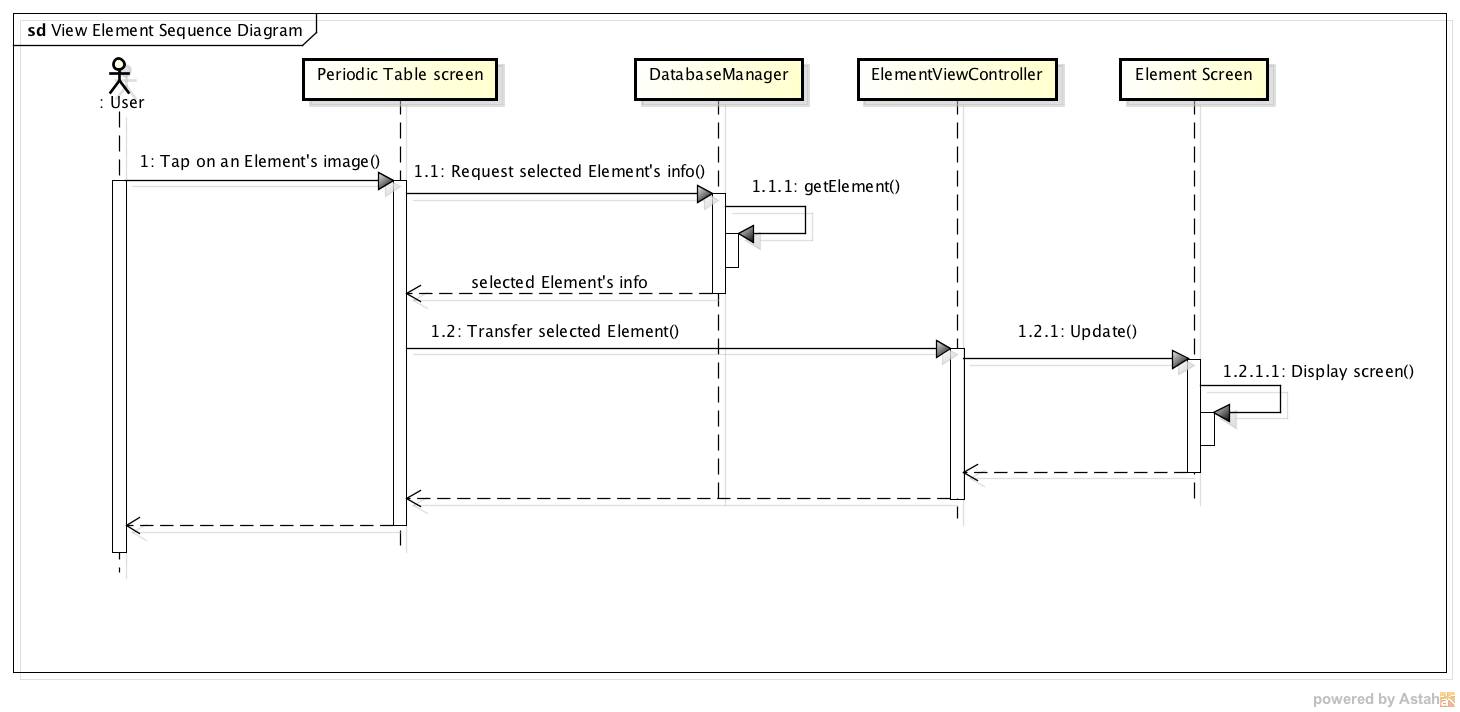 sd View Element Sequence Diagram
: User
Periodic Table screen
DatabaseManager
ElementViewController
Element Screen
1: Tap on an Element's image()
1.1: Request selected Element's info()
1.1.1: getElement()
selected Element's info
1.2: Transfer selected Element()
1.2.1: Update()
1.2.1.1: Display screen()
powered by Astah